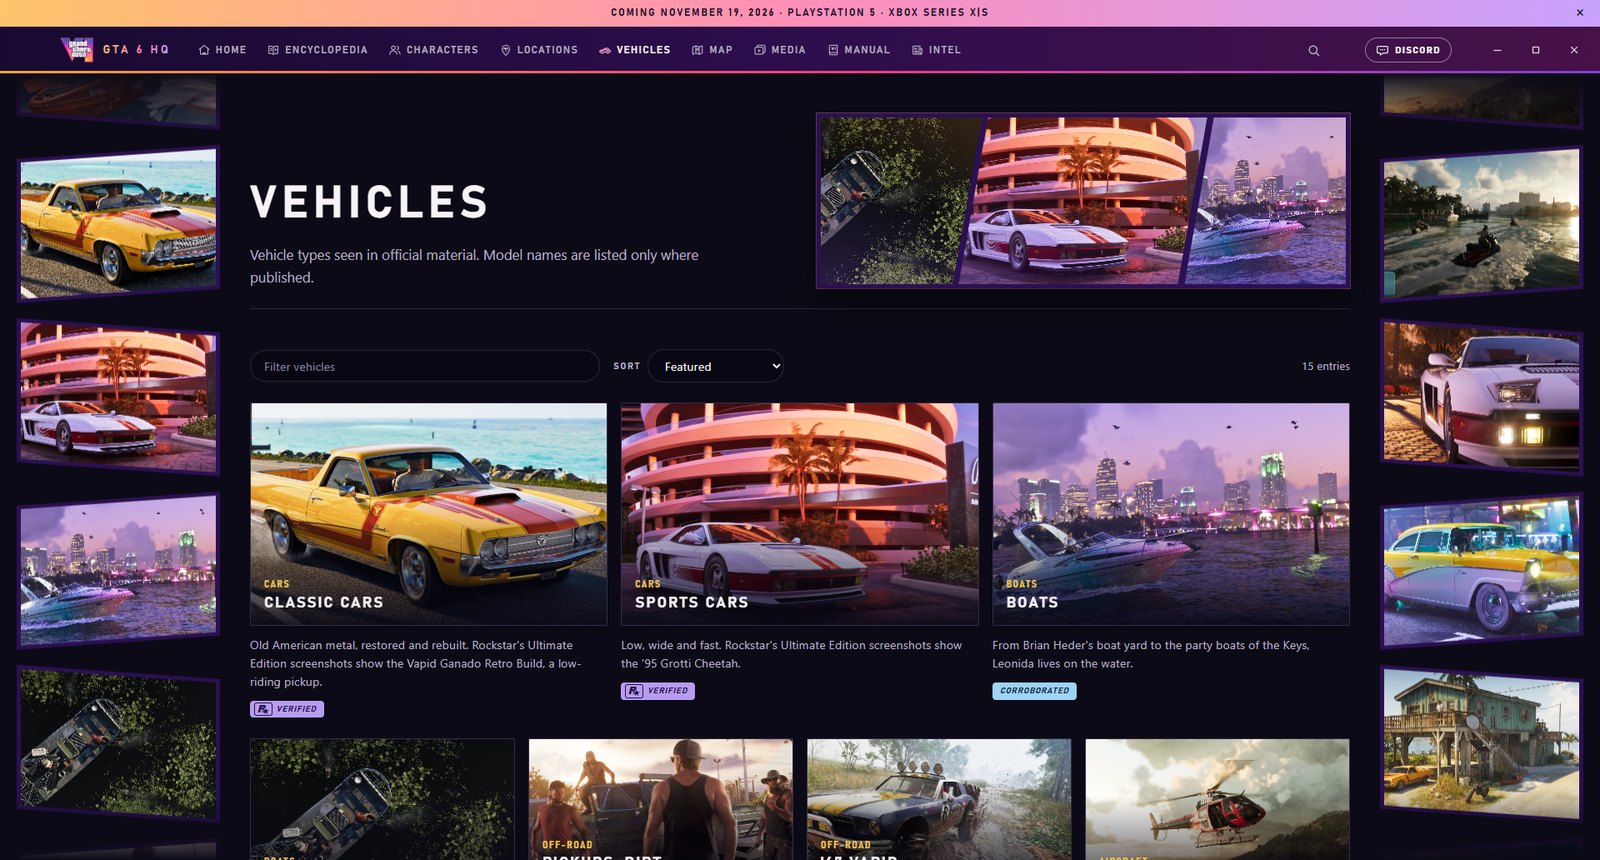 COMING NOVEMBER 19, 2026 · PLAYSTATION 5 · XBOX SERIES X|S
grand theft auto
GTA 6 HQ
HOME
ENCYCLOPEDIA
CHARACTERS
LOCATIONS
VEHICLES
MAP
MEDIA
MANUAL
INTEL
DISCORD
VEHICLES
Vehicle types seen in official material. Model names are listed only where
published.
Filter vehicles
SORT
Featured
15 entries
CARS
CLASSIC CARS
CARS
SPORTS CARS
BOATS
BOATS
Old American metal, restored and rebuilt. Rockstar's Ultimate
Edition screenshots show the Vapid Ganado Retro Build, a low-
riding pickup.
VERIFIED
Low, wide and fast. Rockstar's Ultimate Edition screenshots show
the '95 Grotti Cheetah.
VERIFIED
From Brian Heder's boat yard to the party boats of the Keys,
Leonida lives on the water.
CORROBORATED
BOATS
OFF-ROAD
OFF-ROAD
AIRCRAFT